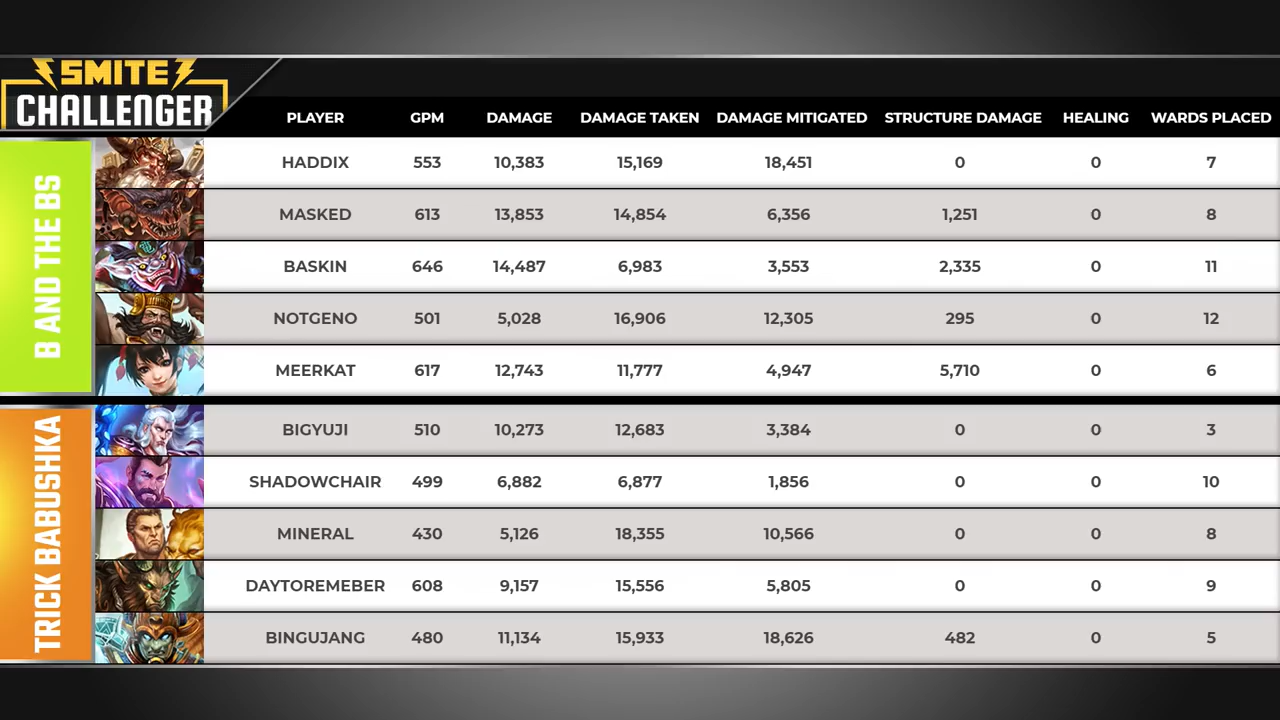 SMITE
CHALLENGER
PLAYER GPM DAMAGE DAMAGE TAKEN DAMAGE MITIGATED STRUCTURE DAMAGE HEALING WARDS PLACED
B AND THE BS
HADDIX 553 10,383 15,169 18,451 0 0 7
MASKED 613 13,853 14,854 6,356 1,251 0 8
BASKIN 646 14,487 6,983 3,553 2,335 0 11
NOTGENO 501 5,028 16,906 12,305 295 0 12
MEERKAT 617 12,743 11,777 4,947 5,710 0 6
TRICK BABUSHKA
BIGYUJI 510 10,273 12,683 3,384 0 0 3
SHADOWCHAIR 499 6,882 6,877 1,856 0 0 10
MINERAL 430 5,126 18,355 10,566 0 0 8
DAYTOREMEBER 608 9,157 15,556 5,805 0 0 9
BINGUJANG 480 11,134 15,933 18,626 482 0 5